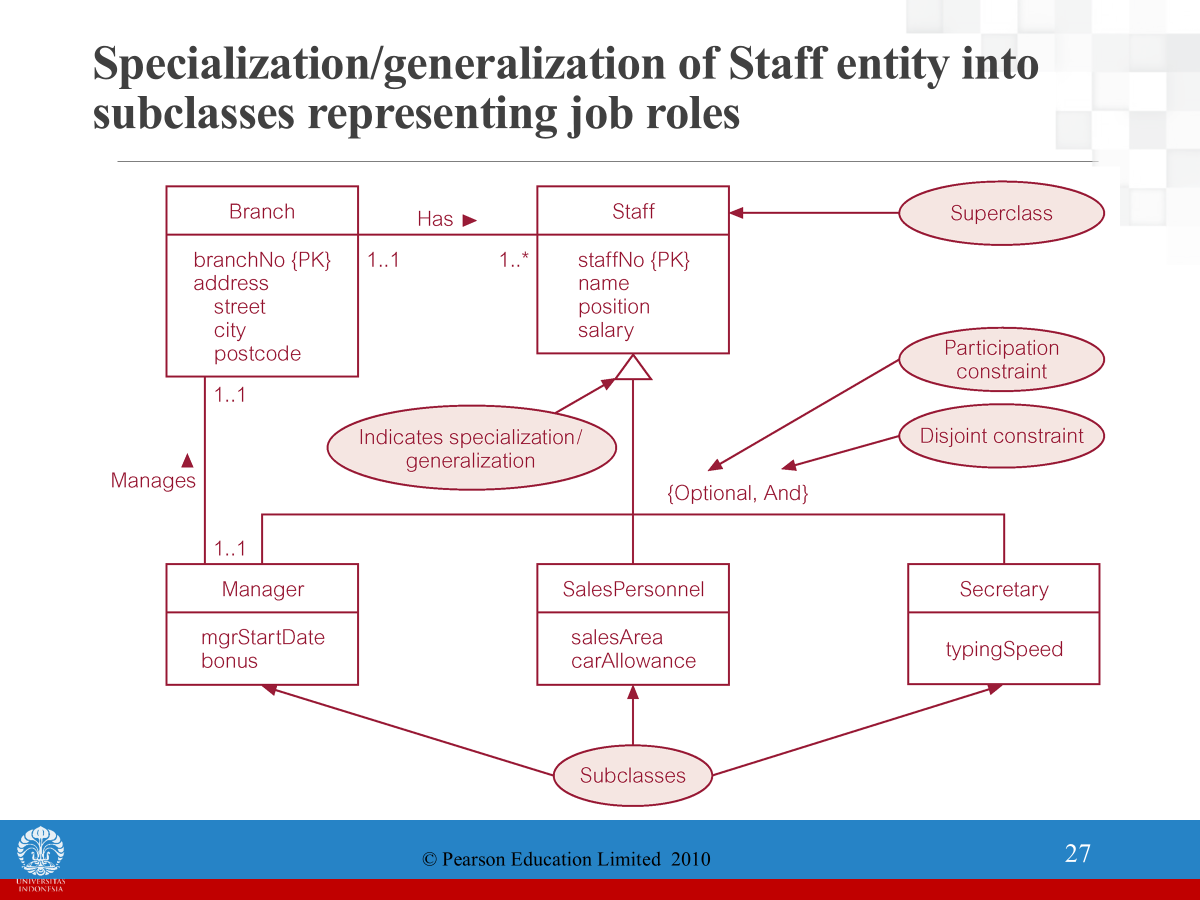 Specialization/generalization of Staff entity into
subclasses representing job roles
Branch
branchNo {PK}
address
street
city
postcode
Has ►
1..1
1..*
Staff
staffNo {PK}
name
position
salary
Superclass
Participation
constraint
Disjoint constraint
Indicates specialization/
generalization
{Optional, And}
1..1
▲
Manages
1..1
Manager
mgrStartDate
bonus
SalesPersonnel
salesArea
carAllowance
Secretary
typingSpeed
Subclasses
UNIVERSITAS
INDONESIA
© Pearson Education Limited 2010
27